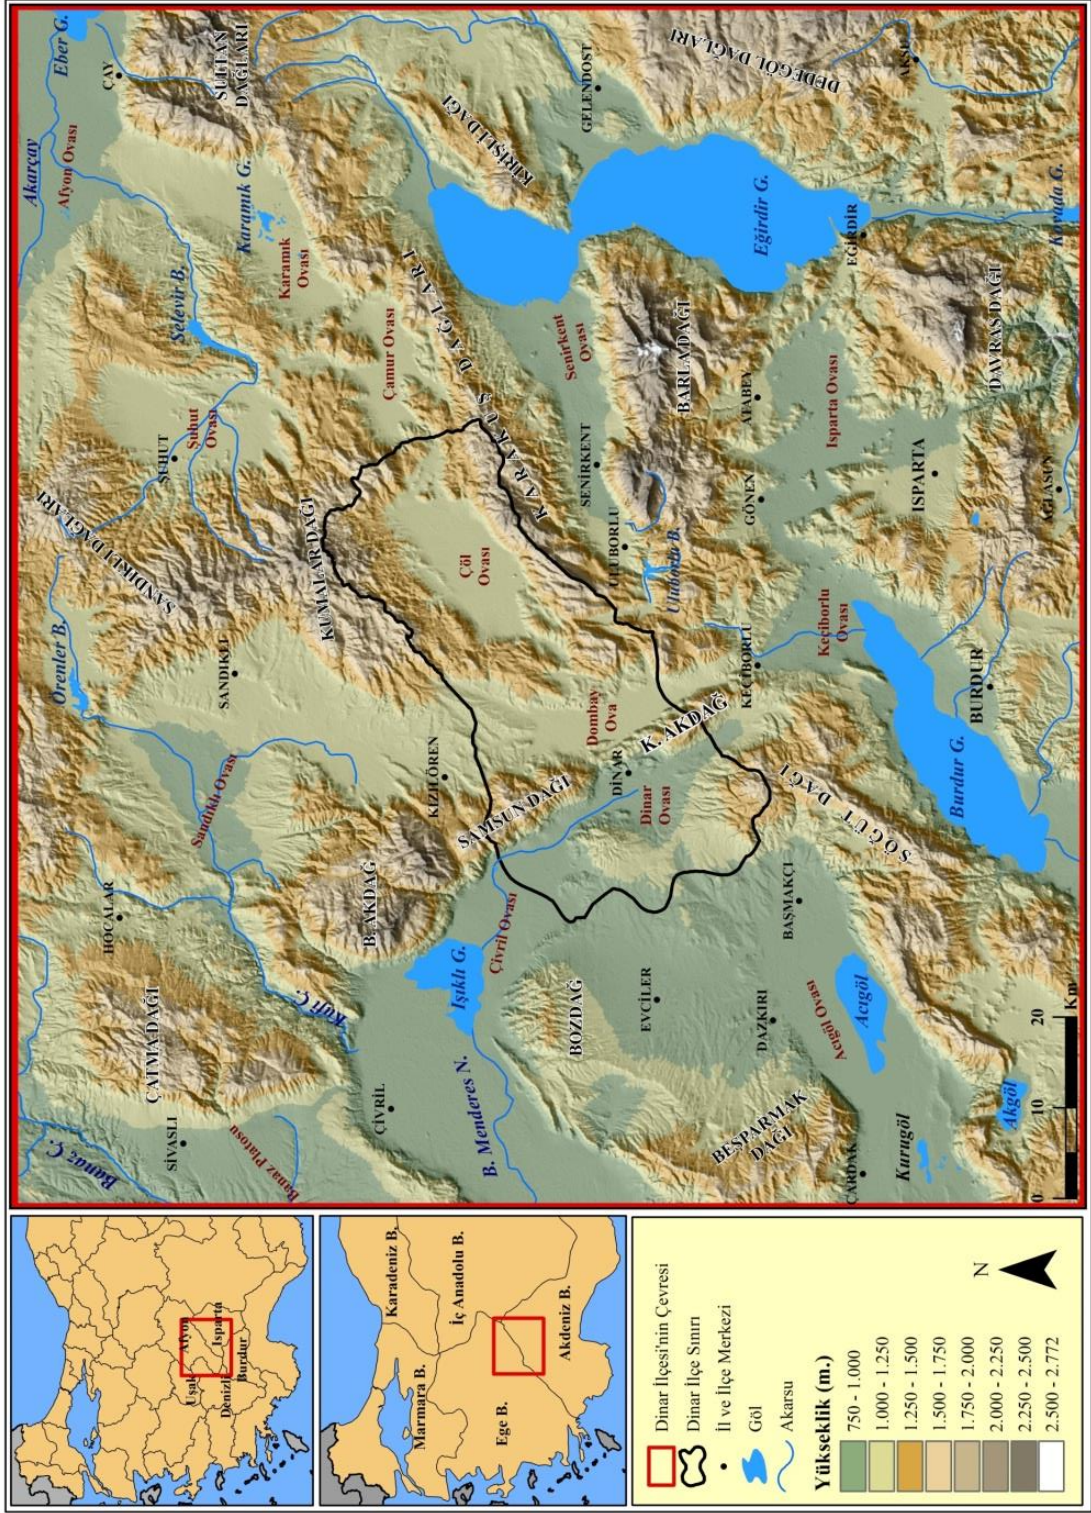 Uşak
Afyon
Denizli
Isparta
Burdur
Marmara B.
Karadeniz B.
Ege B.
İç Anadolu B.
Akdeniz B.
Dinar İlçesi'nin Çevresi
Dinar İlçe Sınırı
İl ve İlçe Merkezi
Göl
Akarsu
Yükseklik (m.)
750 - 1.000
1.000 - 1.250
1.250 - 1.500
1.500 - 1.750
1.750 - 2.000
2.000 - 2.250
2.250 - 2.500
2.500 - 2.772
N
Banaz Ç.
SİVASLI
Banaz Platosu
ÇATMADAĞI
HOCALAR
Kufi Ç.
Sandıklı Ovası
Örenler B.
SANDIKLI
SANDIKLI DAĞLARI
ŞUHUT
Şuhut
Ovası
Selevir B.
Akarçay
Afyon Ovası
Eber G.
ÇAY
SULTAN
DAĞLARI
Karamık G.
Karamık
Ovası
Çamur Ovası
KUMALAR DAĞI
KIZILÖREN
B. AKDAĞ
SAMSUN DAĞI
ÇİVRİL
Işıklı G.
Çivril Ovası
B. Menderes N.
BOZDAĞ
EVCİLER
DAZKIRI
BEŞPARMAK
DAĞI
ÇARDAK
Kurugöl
Akgöl
Acıgöl
Acıgöl Ovası
BAŞMAKÇI
DİNAR
Dinar
Ovası
Dombay
Ova
K. AKDAĞ
Çöl
Ovası
KARAKUŞ DAĞLARI
KİRİŞLİ DAĞI
GELENDOST
DEDEGÖL DAĞLARI
AKSU
Eğirdir G.
EĞİRDİR
Kovada G.
Senirkent
Ovası
SENİRKENT
ULUBORLU
Uluborlu B.
BARLA DAĞI
ATABEY
GÖNEN
Isparta Ovası
ISPARTA
DAVRAS DAĞI
AĞLASUN
KEÇİBORLU
Keçiborlu
Ovası
SÖĞÜT DAĞI
Burdur G.
BURDUR
0
10
20
Km